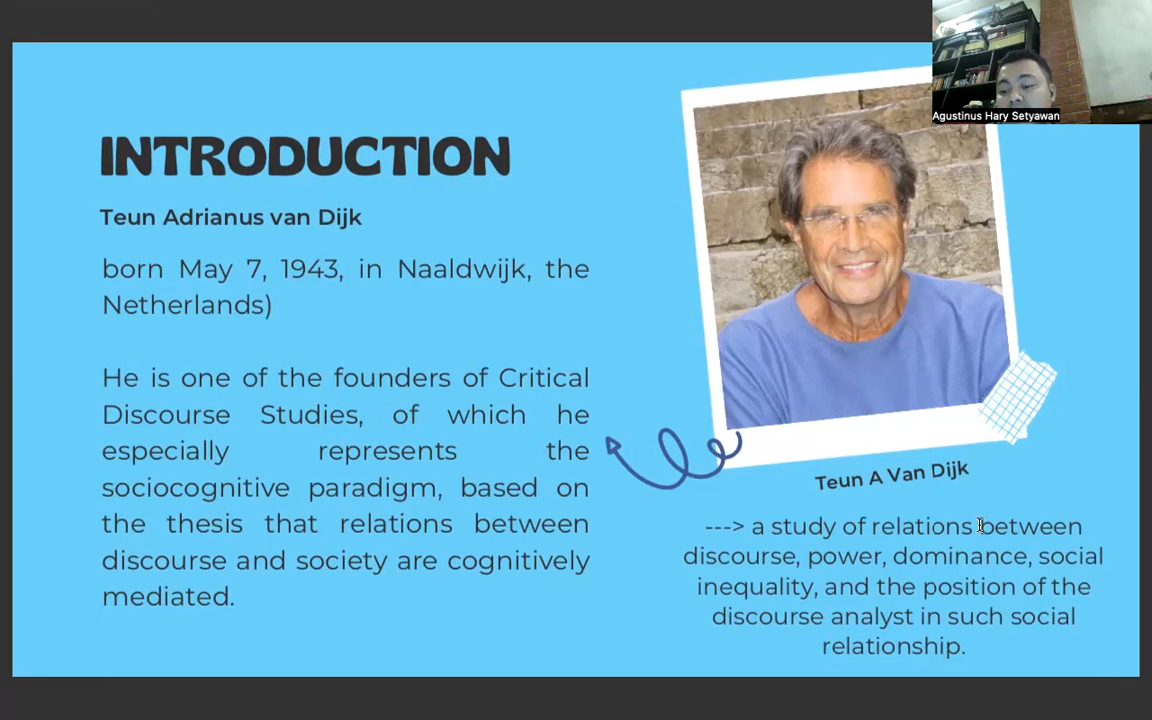 Agustinus Hary Setyawan
INTRODUCTION
Teun Adrianus van Dijk
born May 7, 1943, in Naaldwijk, the
Netherlands)
He is one of the founders of Critical
Discourse Studies, of which he
especially represents the
sociocognitive paradigm, based on
the thesis that relations between
discourse and society are cognitively
mediated.
Teun A Van Dijk
---> a study of relations between
discourse, power, dominance, social
inequality, and the position of the
discourse analyst in such social
relationship.